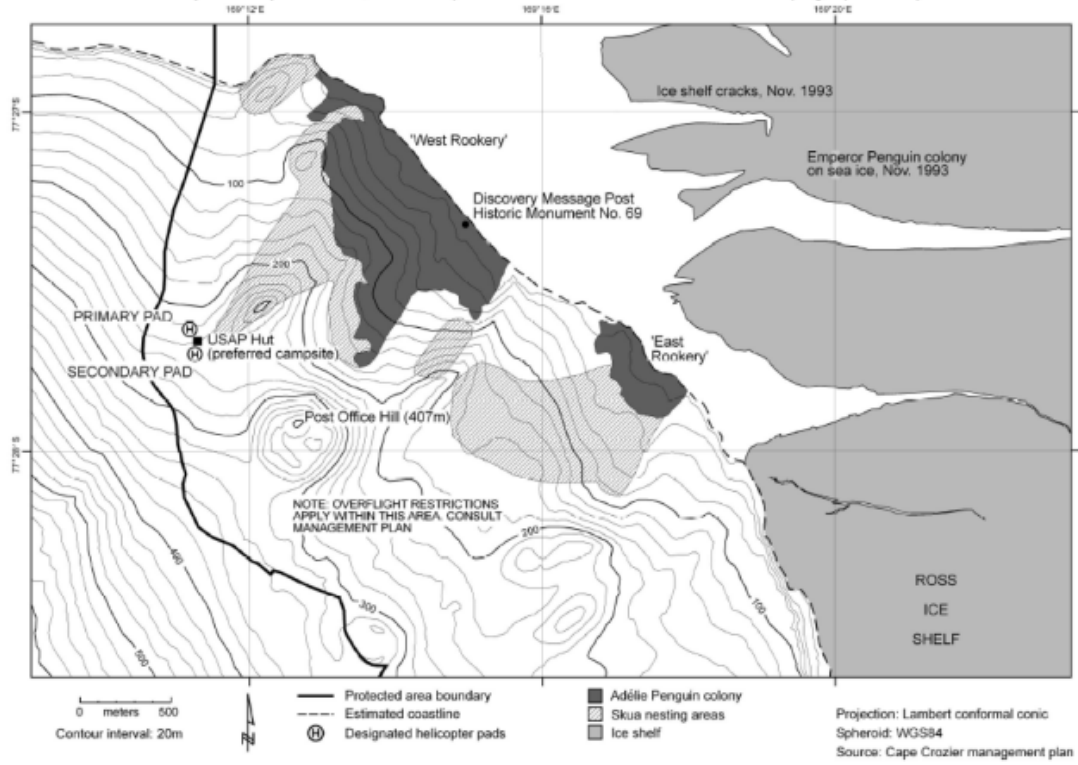 169°12'E
169°16'E
169°20'E
77°27'S
77°28'S
Ice shelf cracks, Nov. 1993
'West Rookery'
Emperor Penguin colony
on sea ice, Nov. 1993
100
Discovery Message Post
Historic Monument No. 69
200
PRIMARY PAD
H
USAP Hut
(preferred campsite)
H
SECONDARY PAD
'East
Rookery'
Post Office Hill (407m)
NOTE: OVERFLIGHT RESTRICTIONS
APPLY WITHIN THIS AREA. CONSULT
MANAGEMENT PLAN
200
400
300
100
500
ROSS
ICE
SHELF
0 meters 500
Contour interval: 20m
N
Protected area boundary
Estimated coastline
H Designated helicopter pads
Adélie Penguin colony
Skua nesting areas
Ice shelf
Projection: Lambert conformal conic
Spheroid: WGS84
Source: Cape Crozier management plan